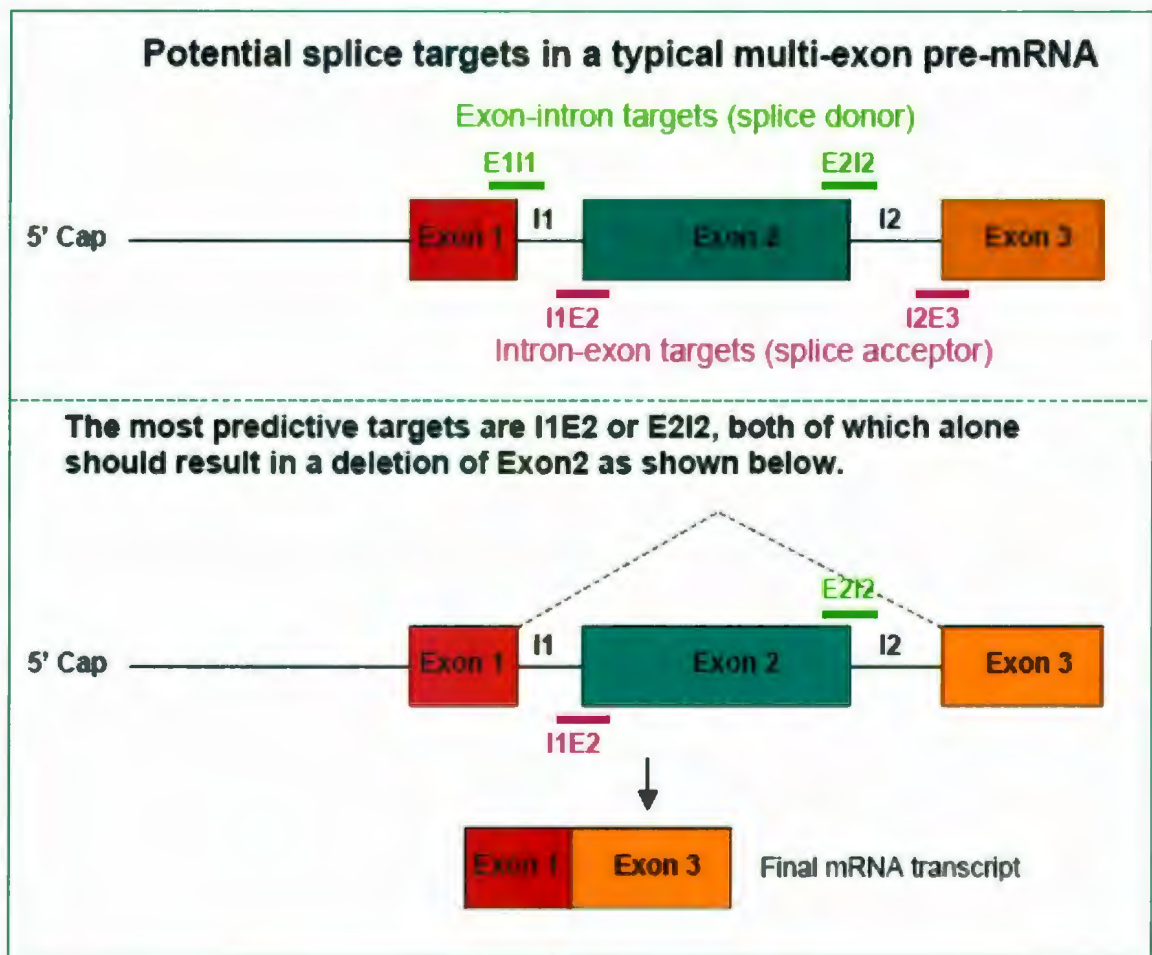 Potential splice targets in a typical multi-exon pre-mRNA
Exon-intron targets (splice donor)
E1I1
E2I2
5' Cap
Exon 1
I1
Exon 2
I2
Exon 3
I1E2
I2E3
Intron-exon targets (splice acceptor)
The most predictive targets are I1E2 or E2I2, both of which alone
should result in a deletion of Exon2 as shown below.
E2I2
5' Cap
Exon 1
I1
Exon 2
I2
Exon 3
I1E2
Exon 1
Exon 3
Final mRNA transcript